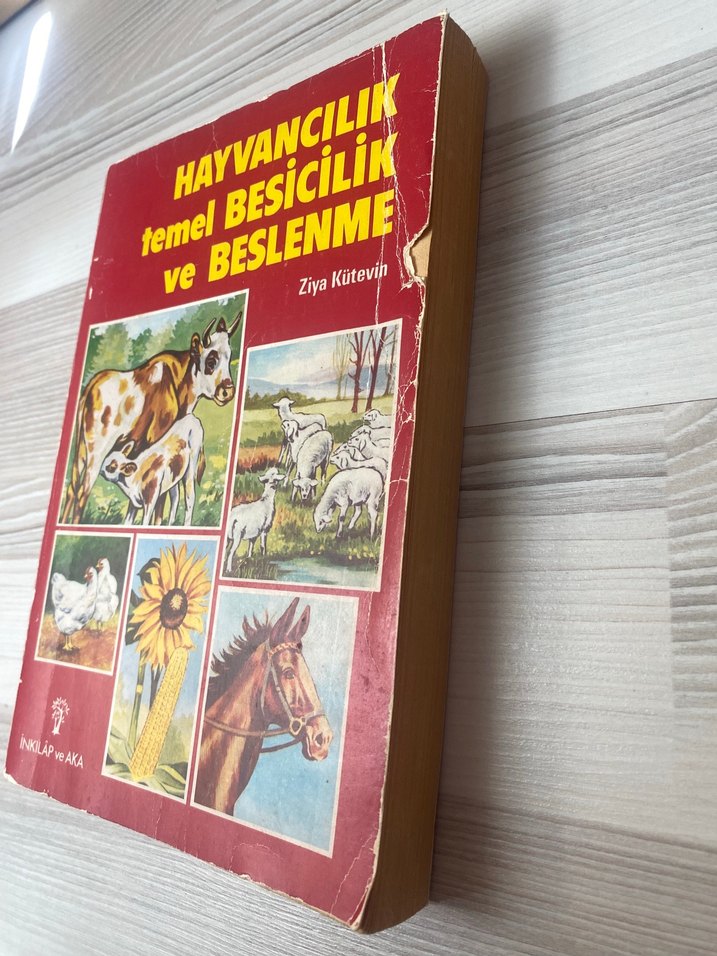 HAYVANCILIK
temel BESİCİLİK
ve BESLENME
Ziya Kütevin
İNKILÂP ve AKA